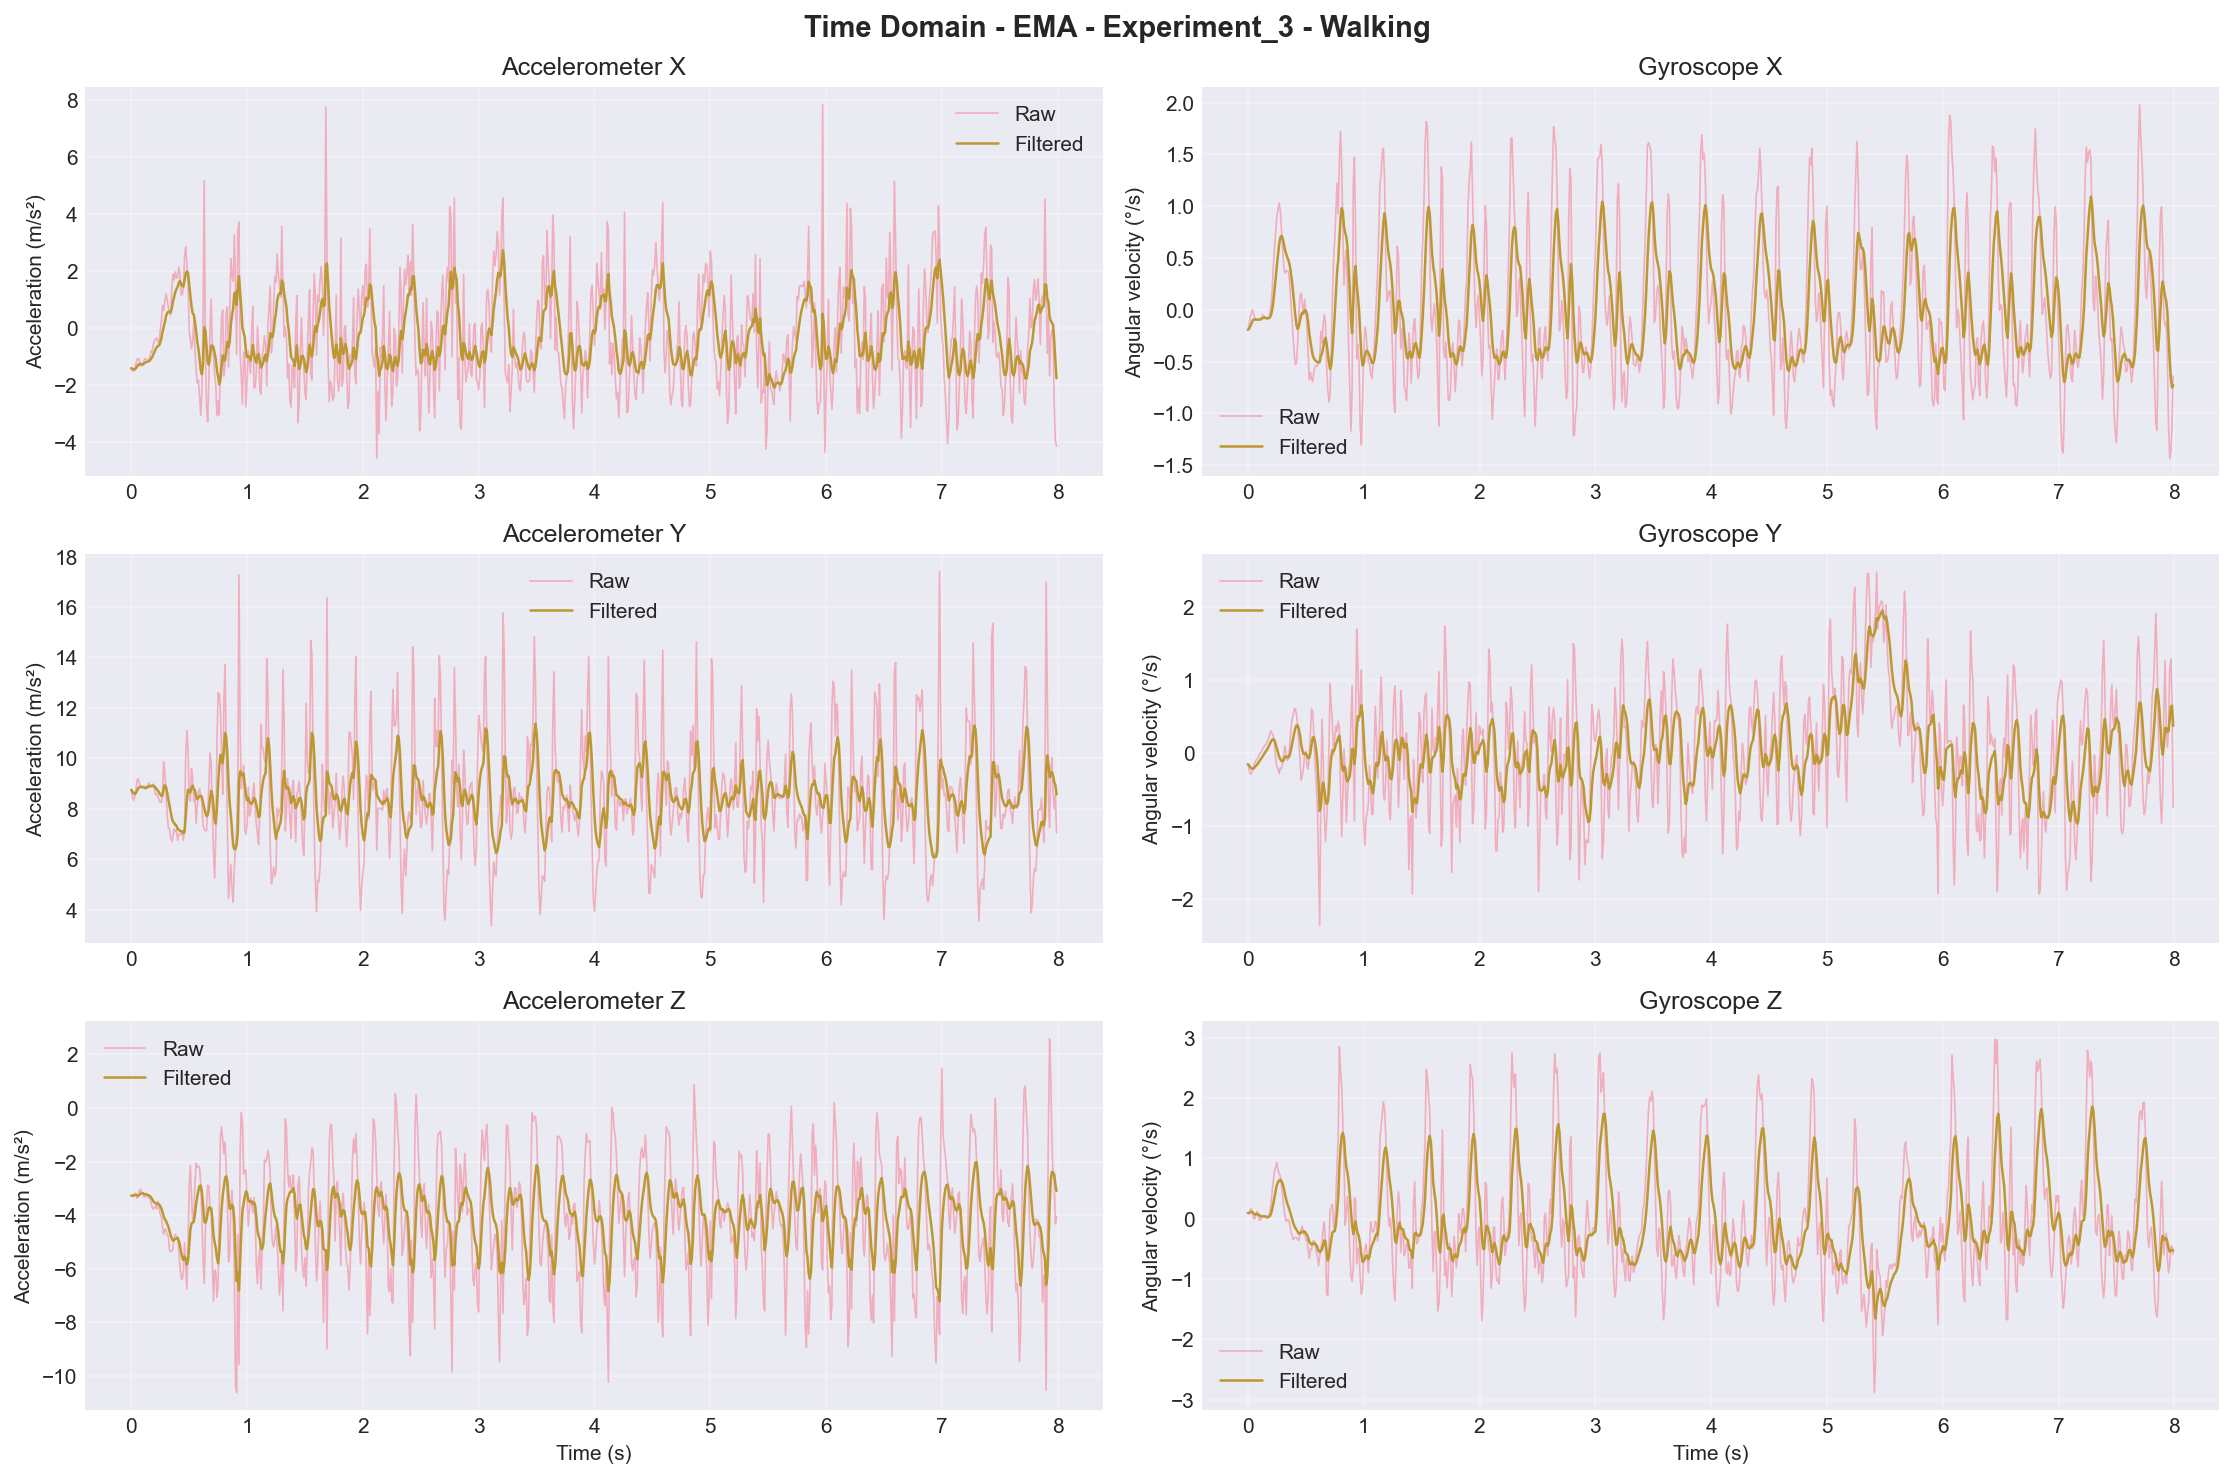 Time Domain - EMA - Experiment_3 - Walking
Accelerometer X
Acceleration (m/s²)
8
6
4
2
0
−2
−4
Raw
Filtered
0 1 2 3 4 5 6 7 8
Gyroscope X
Angular velocity (°/s)
2.0
1.5
1.0
0.5
0.0
−0.5
−1.0
−1.5
Raw
Filtered
0 1 2 3 4 5 6 7 8
Accelerometer Y
Acceleration (m/s²)
18
16
14
12
10
8
6
4
Raw
Filtered
0 1 2 3 4 5 6 7 8
Gyroscope Y
Angular velocity (°/s)
2
1
0
−1
−2
Raw
Filtered
0 1 2 3 4 5 6 7 8
Accelerometer Z
Acceleration (m/s²)
2
0
−2
−4
−6
−8
−10
Raw
Filtered
0 1 2 3 4 5 6 7 8
Time (s)
Gyroscope Z
Angular velocity (°/s)
3
2
1
0
−1
−2
−3
Raw
Filtered
0 1 2 3 4 5 6 7 8
Time (s)